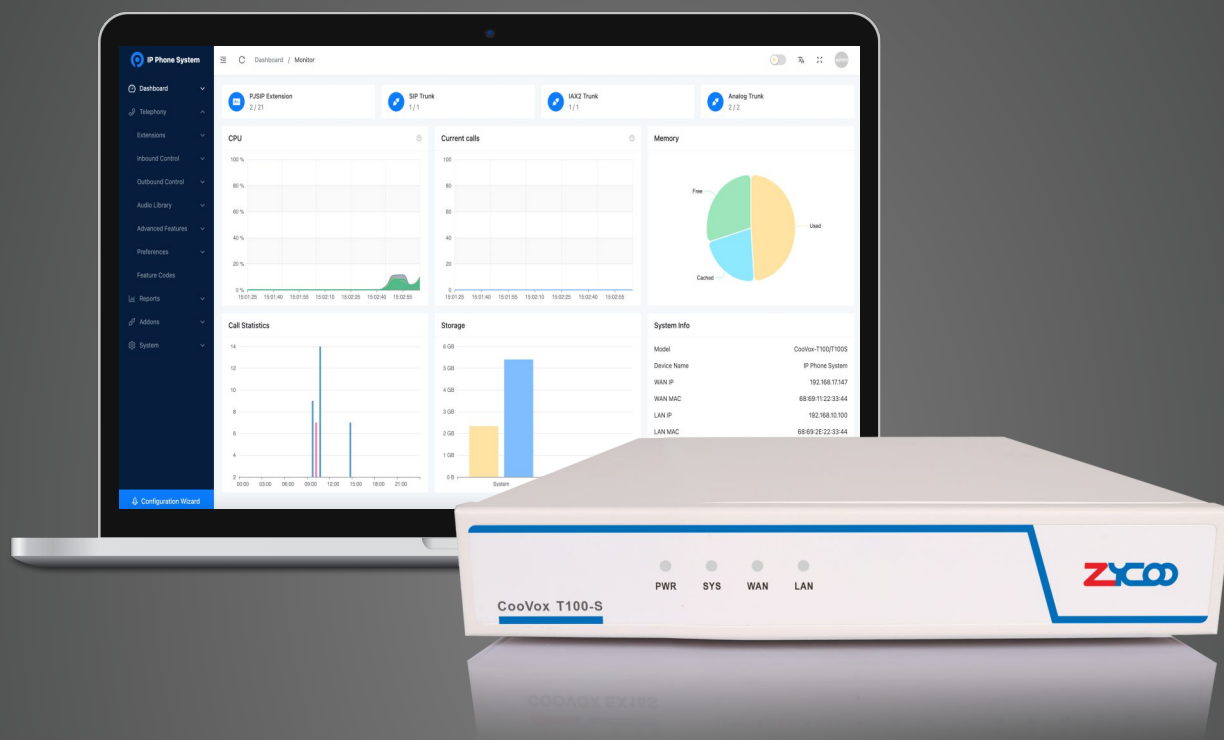 IP Phone System
Dashboard / Monitor
Dashboard
Telephony
Extensions
Inbound Control
Outbound Control
Audio Library
Advanced Features
Preferences
Feature Codes
Reports
Addons
System
Configuration Wizard
PJSIP Extension
2 / 21
SIP Trunk
1 / 1
IAX2 Trunk
1 / 1
Analog Trunk
2 / 2
CPU
100 %
80 %
60 %
40 %
20 %
0 %
15:01:25 15:01:40 15:01:55 15:02:10 15:02:25 15:02:40 15:02:55
Current calls
100
80
60
40
20
0
15:01:25 15:01:40 15:01:55 15:02:10 15:02:25 15:02:40 15:02:55
Memory
Free
Used
Cached
Call Statistics
14
12
10
8
6
4
2
00:00 03:00 06:00 09:00 12:00 15:00 18:00 21:00
Storage
6 GB
5 GB
4 GB
3 GB
2 GB
1 GB
0 B
System
System Info
Model CooVox-T100/T100S
Device Name IP Phone System
WAN IP 192.168.17.147
WAN MAC 68:69:11:22:33:44
LAN IP 192.168.10.100
LAN MAC 68:69:2E:22:33:44
PWR SYS WAN LAN
CooVox T100-S
ZYCOO